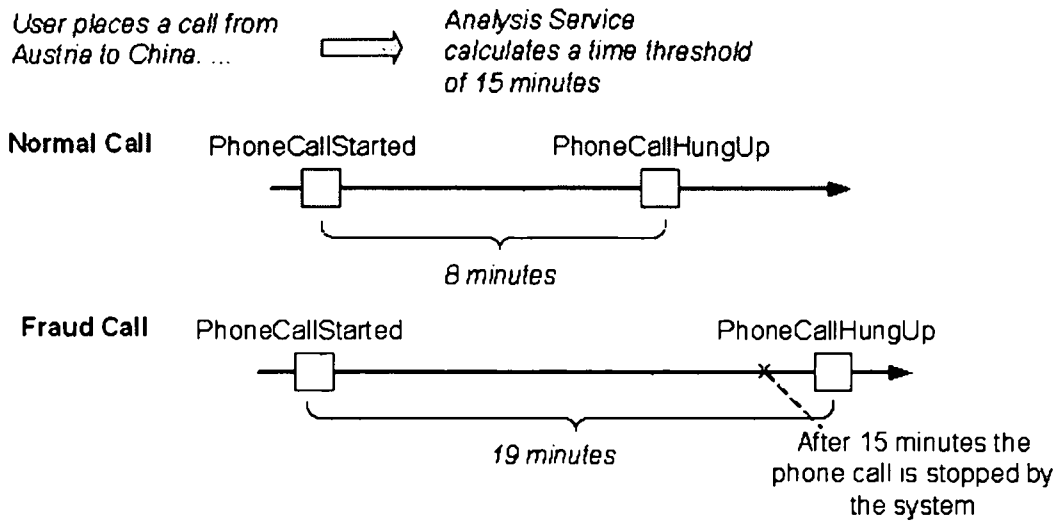 User places a call from
Austria to China. ...
Analysis Service
calculates a time threshold
of 15 minutes
Normal Call
PhoneCallStarted
PhoneCallHungUp
8 minutes
Fraud Call
PhoneCallStarted
PhoneCallHungUp
19 minutes
After 15 minutes the
phone call is stopped by
the system